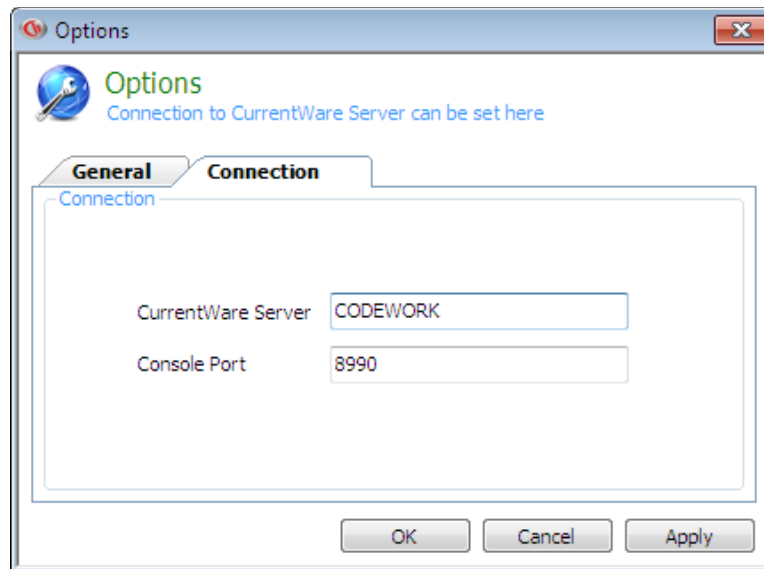 Options
Options
Connection to CurrentWare Server can be set here
General Connection
Connection
CurrentWare Server CODEWORK
Console Port 8990
OK Cancel Apply